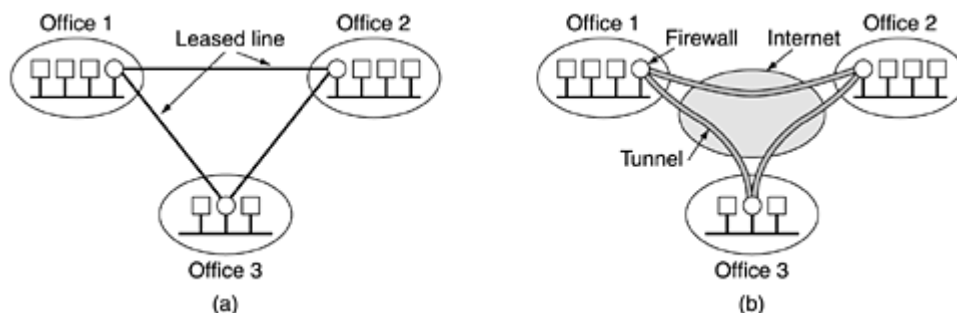 Office 1
Leased line
Office 2
Office 3
(a)
Office 1
Firewall
Internet
Office 2
Tunnel
Office 3
(b)